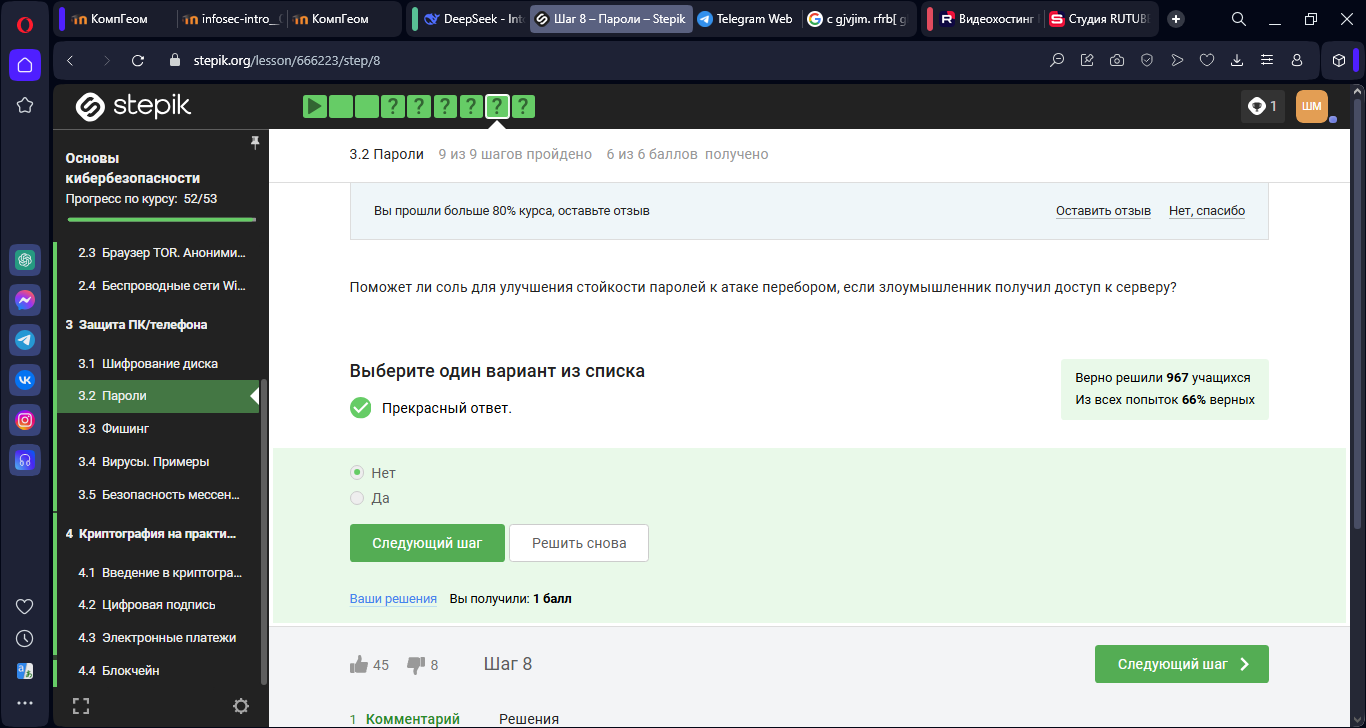 КомпГеом
infosec-intro__
КомпГеом
DeepSeek - Int
Шаг 8 – Пароли – Stepik
Telegram Web
с gjvjim. rfrb[ g
Видеохостинг
Студия RUTUBE
stepik.org/lesson/666223/step/8
stepik
1
ШМ
Основы
кибербезопасности
Прогресс по курсу: 52/53
2.3 Браузер TOR. Аноними...
2.4 Беспроводные сети Wi...
3 Защита ПК/телефона
3.1 Шифрование диска
3.2 Пароли
3.3 Фишинг
3.4 Вирусы. Примеры
3.5 Безопасность мессен...
4 Криптография на практи...
4.1 Введение в криптогра...
4.2 Цифровая подпись
4.3 Электронные платежи
4.4 Блокчейн
3.2 Пароли 9 из 9 шагов пройдено 6 из 6 баллов получено
Вы прошли больше 80% курса, оставьте отзыв
Оставить отзыв Нет, спасибо
Поможет ли соль для улучшения стойкости паролей к атаке перебором, если злоумышленник получил доступ к серверу?
Выберите один вариант из списка
Прекрасный ответ.
Верно решили 967 учащихся
Из всех попыток 66% верных
Нет
Да
Следующий шаг
Решить снова
Ваши решения Вы получили: 1 балл
45 8 Шаг 8
Следующий шаг
1 Комментарий Решения